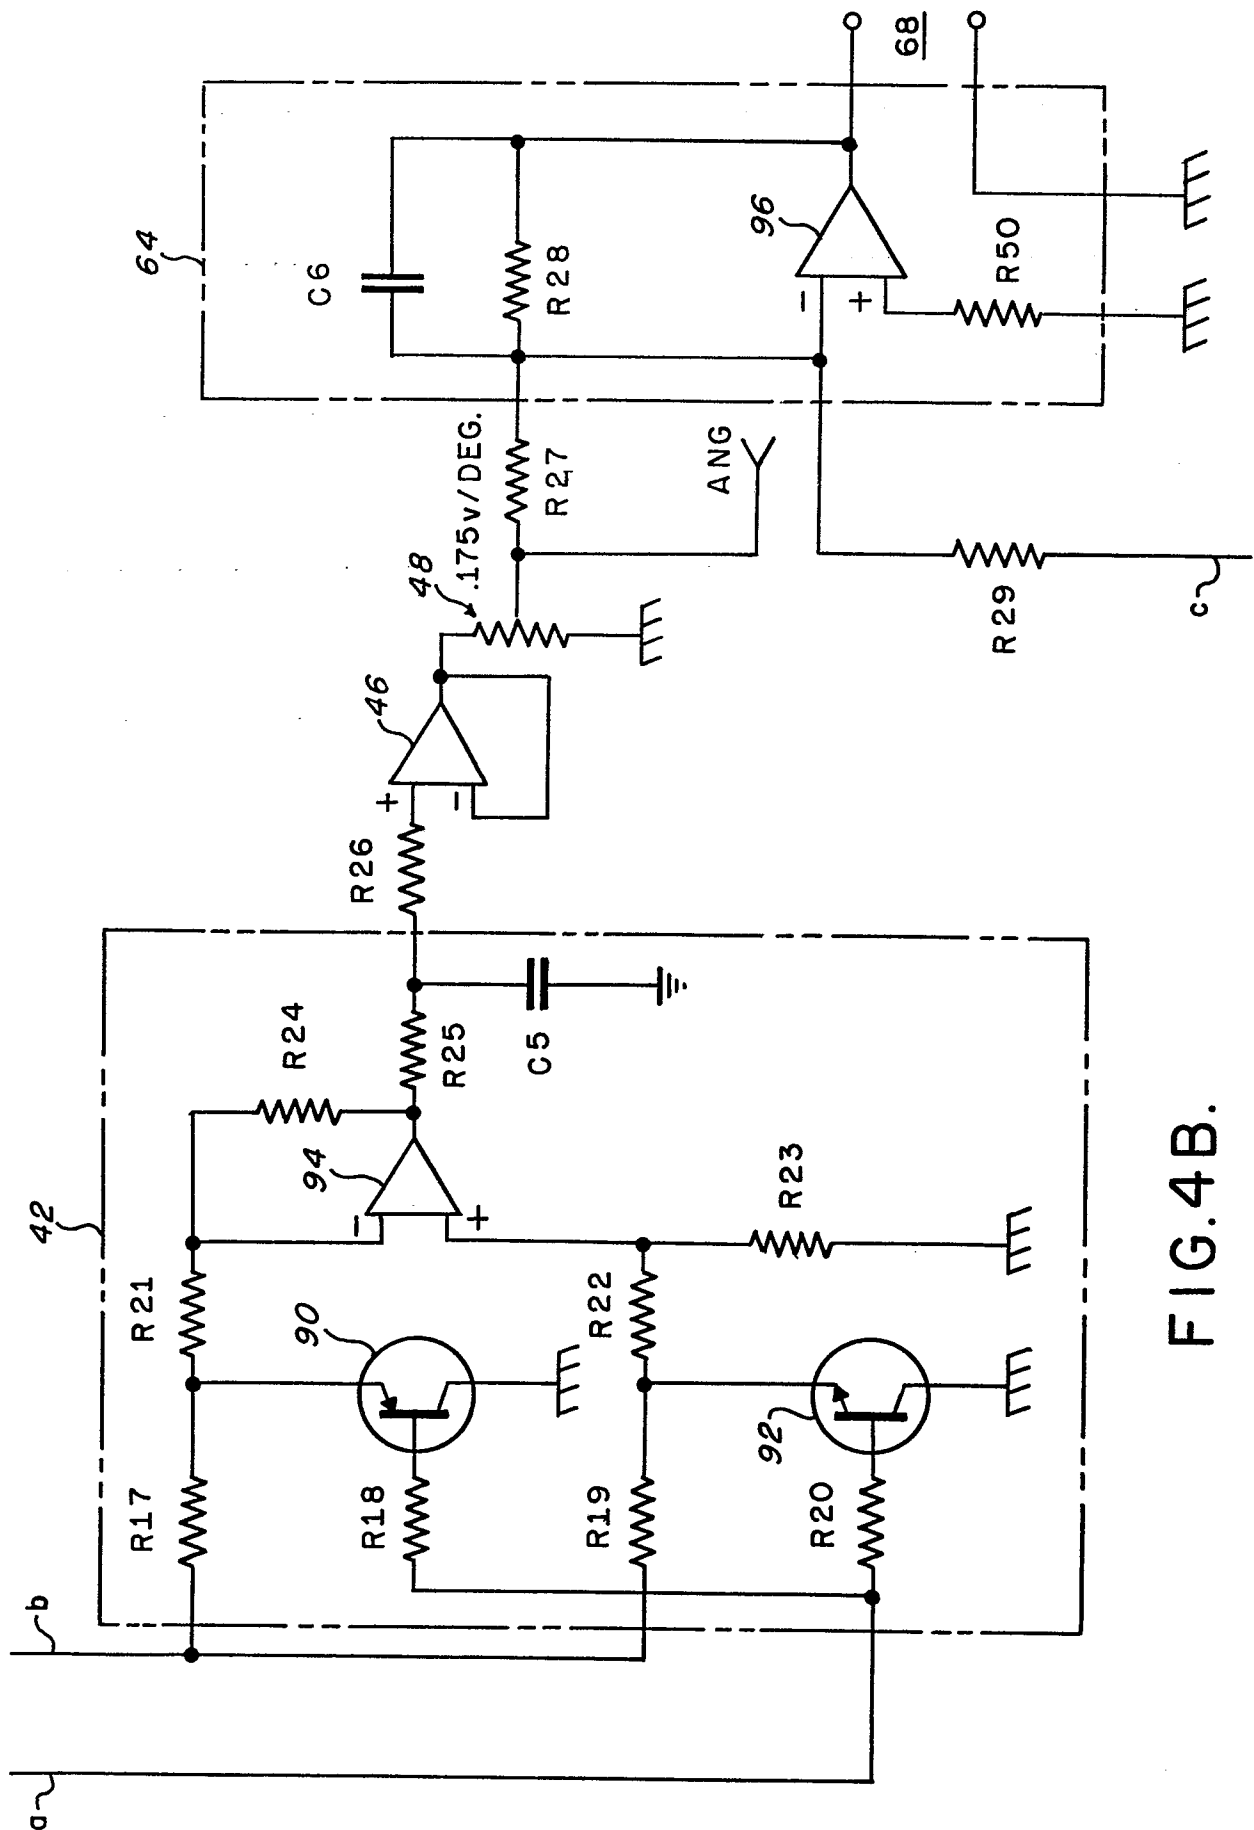 a
b
42
R17
R21
R18
90
R19
R22
R20
92
94
-
+
R24
R25
C5
R23
R26
+
-
46
48
.175v/DEG.
R27
ANG
R29
c
64
C6
R28
96
-
+
R50
68
FIG.4B.